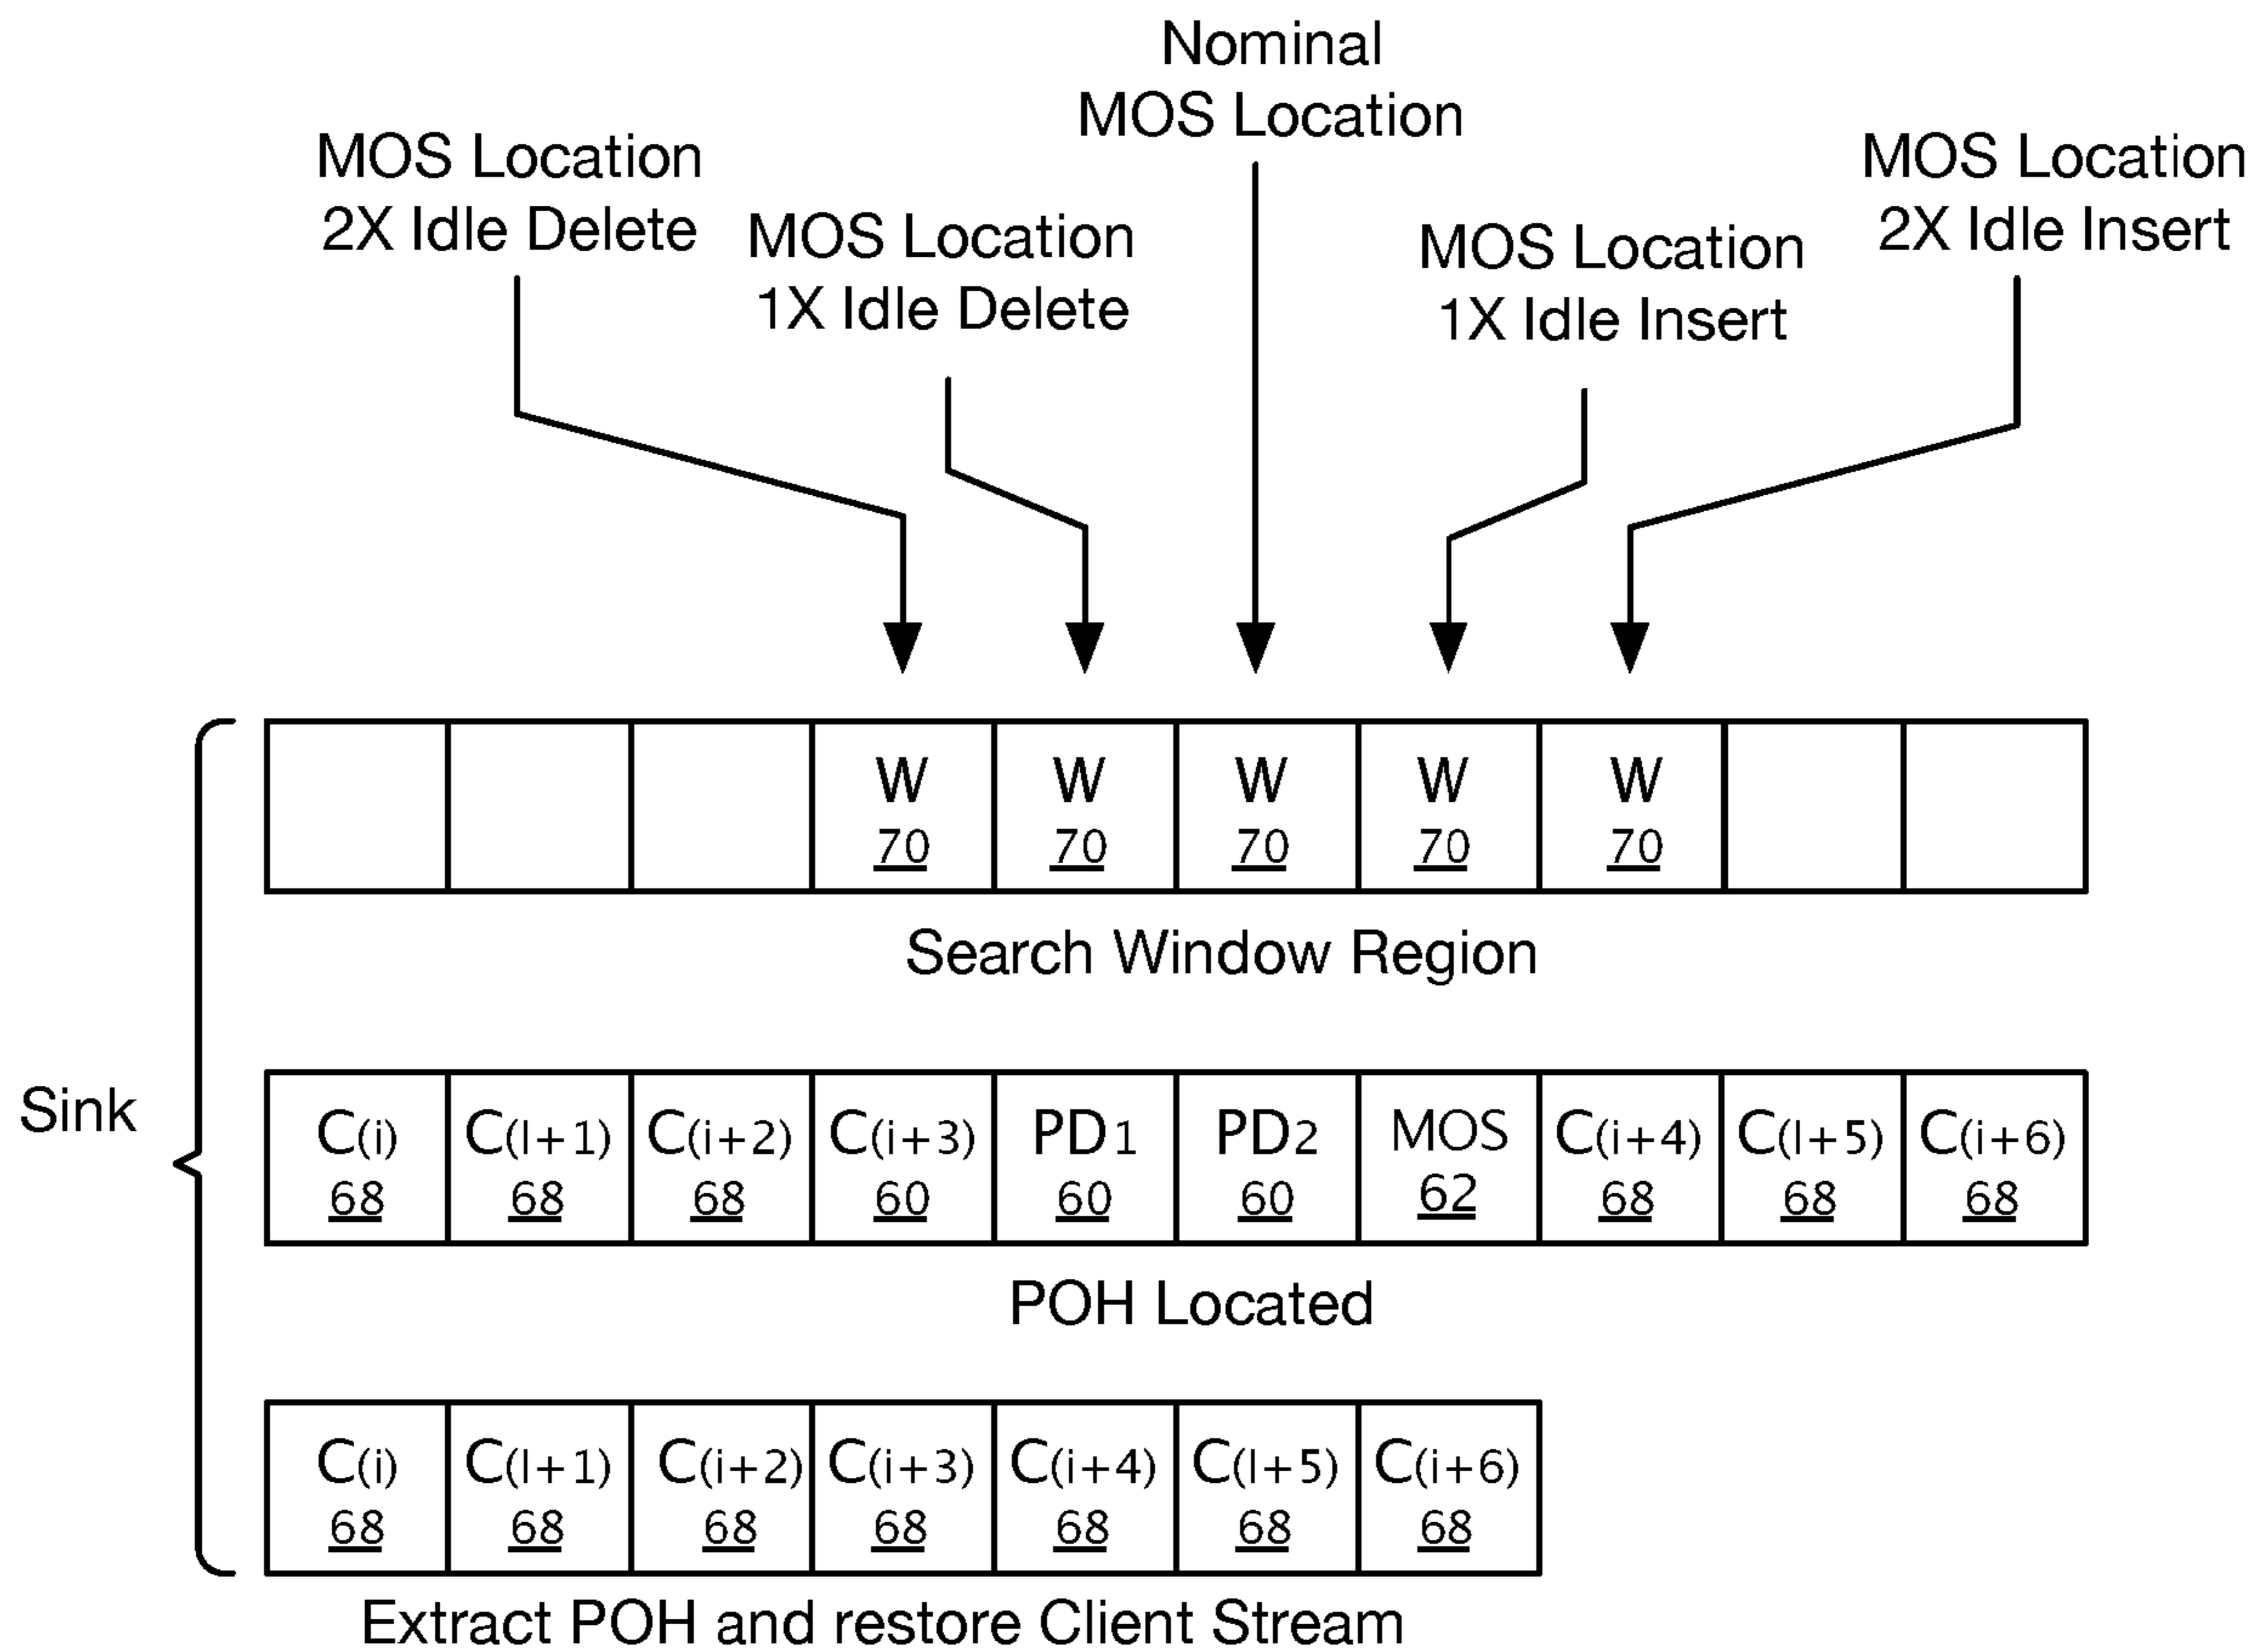 Nominal
MOS Location
MOS Location
2X Idle Delete
MOS Location
1X Idle Delete
MOS Location
1X Idle Insert
MOS Location
2X Idle Insert
W W W W W
70 70 70 70 70
Search Window Region
Sink
C(i) C(l+1) C(i+2) C(i+3) PD1 PD2 MOS C(i+4) C(l+5) C(i+6)
68 68 68 60 60 60 62 68 68 68
POH Located
C(i) C(l+1) C(i+2) C(i+3) C(i+4) C(l+5) C(i+6)
68 68 68 68 68 68 68
Extract POH and restore Client Stream